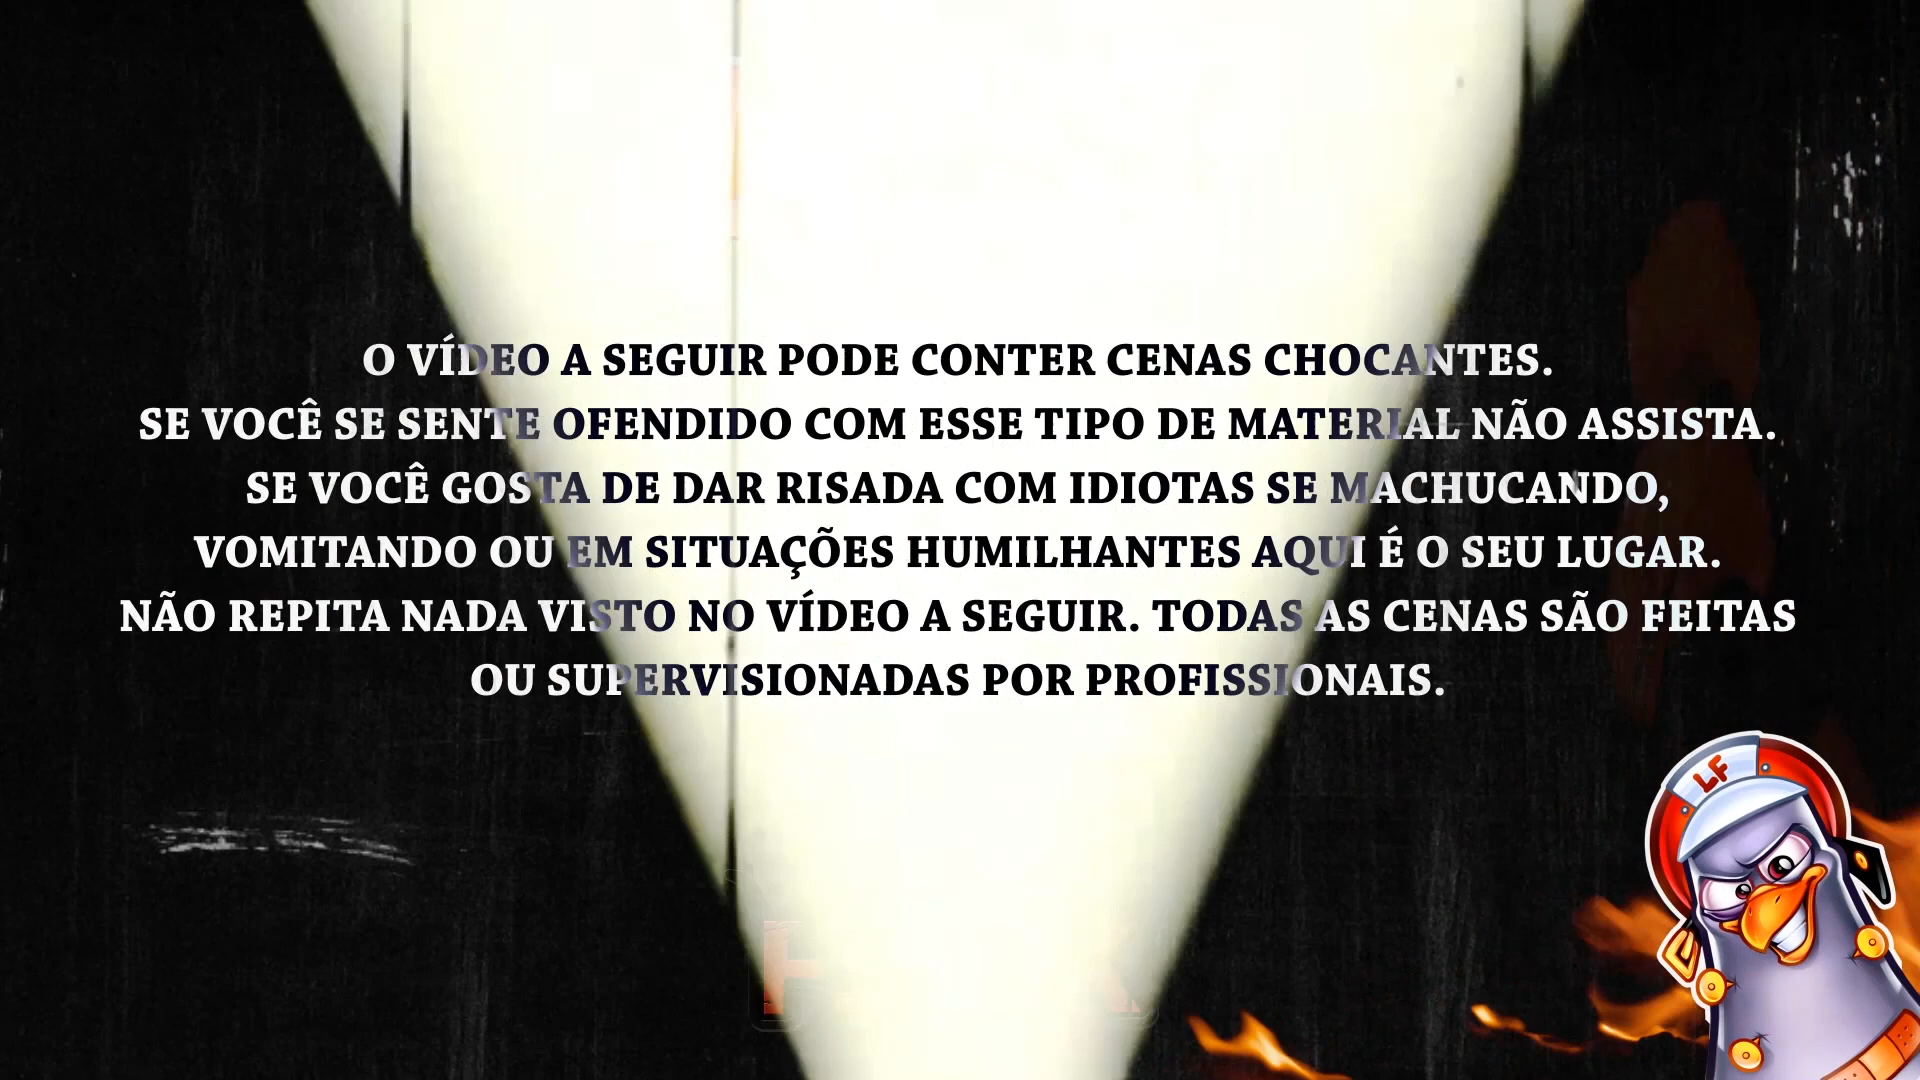 O VÍDEO A SEGUIR PODE CONTER CENAS CHOCANTES.
SE VOCÊ SE SENTE OFENDIDO COM ESSE TIPO DE MATERIAL NÃO ASSISTA.
SE VOCÊ GOSTA DE DAR RISADA COM IDIOTAS SE MACHUCANDO,
VOMITANDO OU EM SITUAÇÕES HUMILHANTES AQUI É O SEU LUGAR.
NÃO REPITA NADA VISTO NO VÍDEO A SEGUIR. TODAS AS CENAS SÃO FEITAS
OU SUPERVISIONADAS POR PROFISSIONAIS.
LF